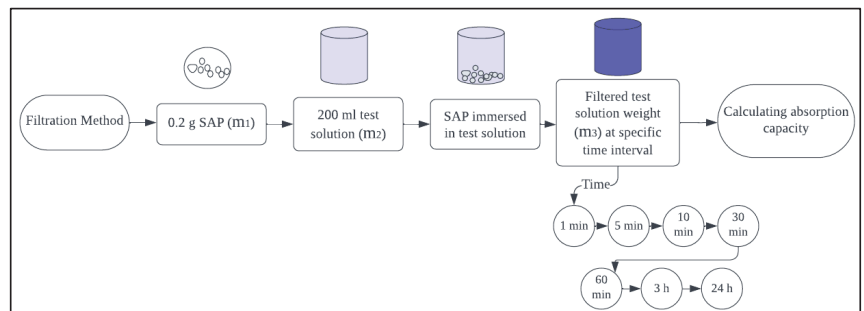 Filtration Method
0.2 g SAP (m1)
200 ml test
solution (m2)
SAP immersed
in test solution
Filtered test
solution weight
(m3) at specific
time interval
Calculating absorption
capacity
Time
1 min
5 min
10
min
30
min
60
min
3 h
24 h